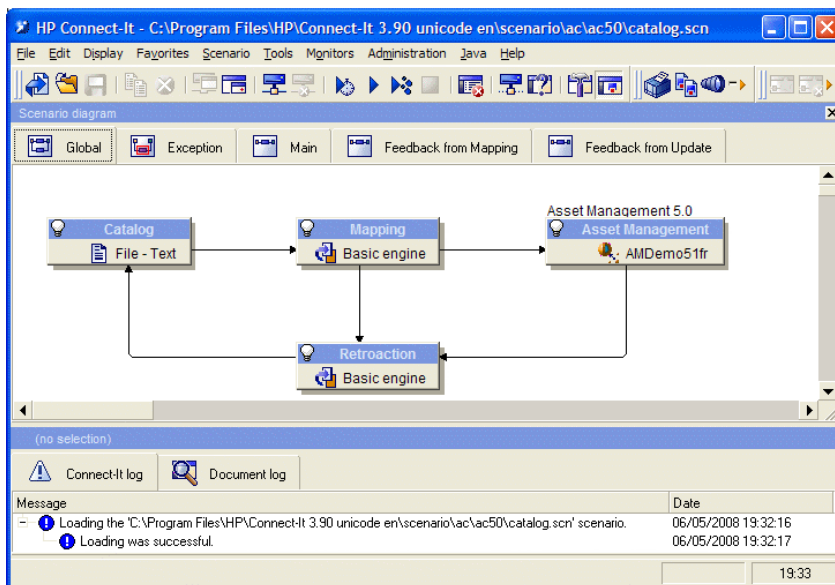 HP Connect-It - C:\Program Files\HP\Connect-It 3.90 unicode en\scenario\ac\ac50\catalog.scn
File Edit Display Favorites Scenario Tools Monitors Administration Java Help
Scenario diagram
Global Exception Main Feedback from Mapping Feedback from Update
Asset Management 5.0
Catalog Mapping Asset Management
File - Text Basic engine AMDemo51fr
Retroaction
Basic engine
(no selection)
Connect-It log Document log
Message Date
Loading the 'C:\Program Files\HP\Connect-It 3.90 unicode en\scenario\ac\ac50\catalog.scn' scenario. 06/05/2008 19:32:16
Loading was successful. 06/05/2008 19:32:17
19:33